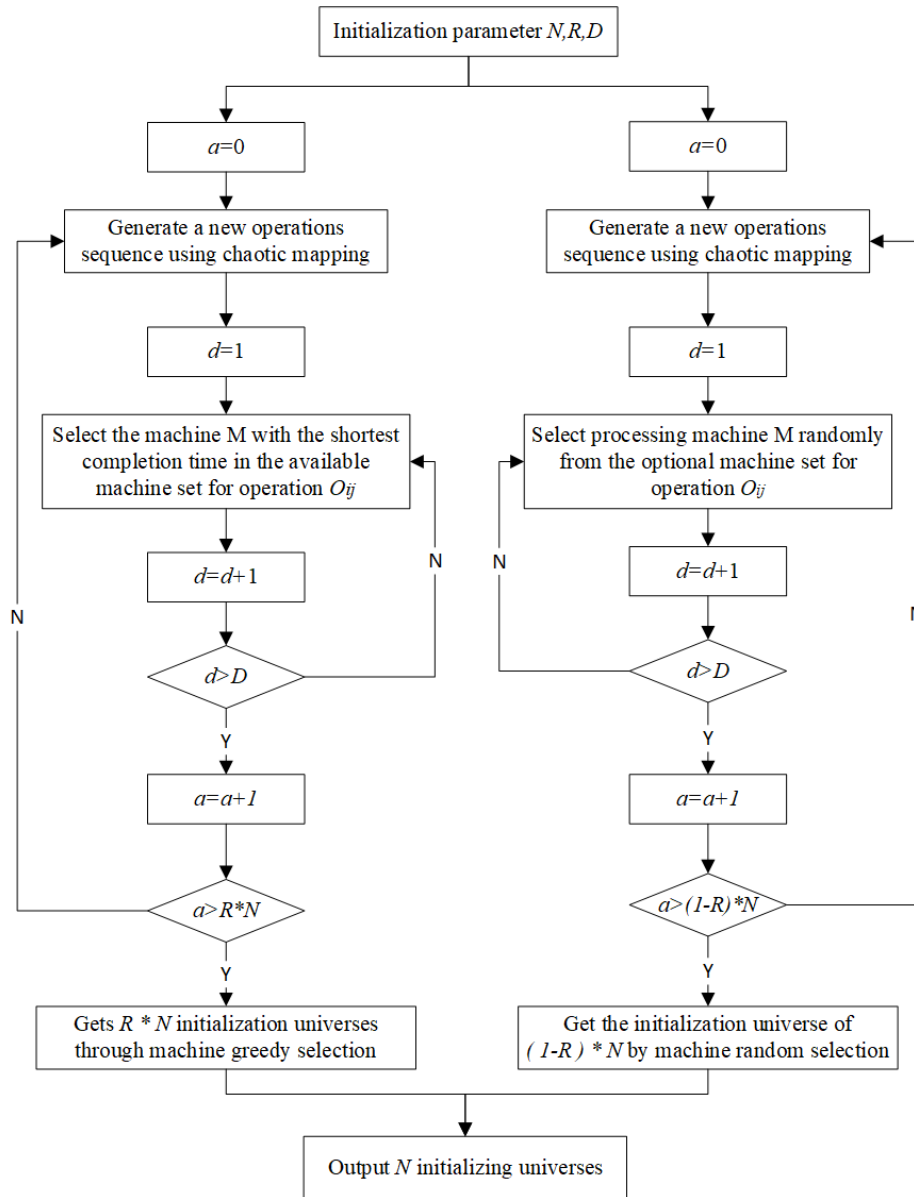 Initialization parameter N,R,D
a=0
a=0
Generate a new operations
sequence using chaotic mapping
Generate a new operations
sequence using chaotic mapping
d=1
d=1
Select the machine M with the shortest
completion time in the available
machine set for operation Oij
Select processing machine M randomly
from the optional machine set for
operation Oij
N
N
d=d+1
d=d+1
N
N
d>D
d>D
Y
Y
a=a+1
a=a+1
a>R*N
a>(1-R)*N
Y
Y
Gets R * N initialization universes
through machine greedy selection
Get the initialization universe of
( 1-R ) * N by machine random selection
Output N initializing universes